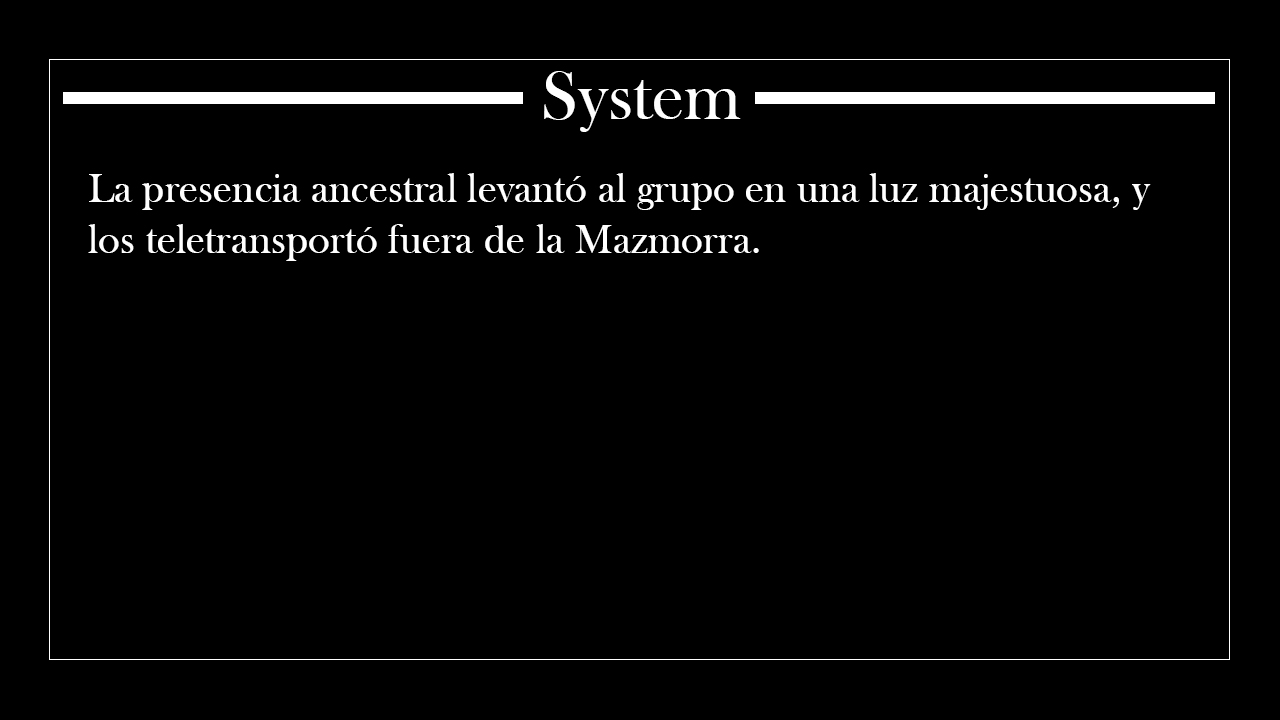 System
La presencia ancestral levantó al grupo en una luz majestuosa, y
los teletransportó fuera de la Mazmorra.